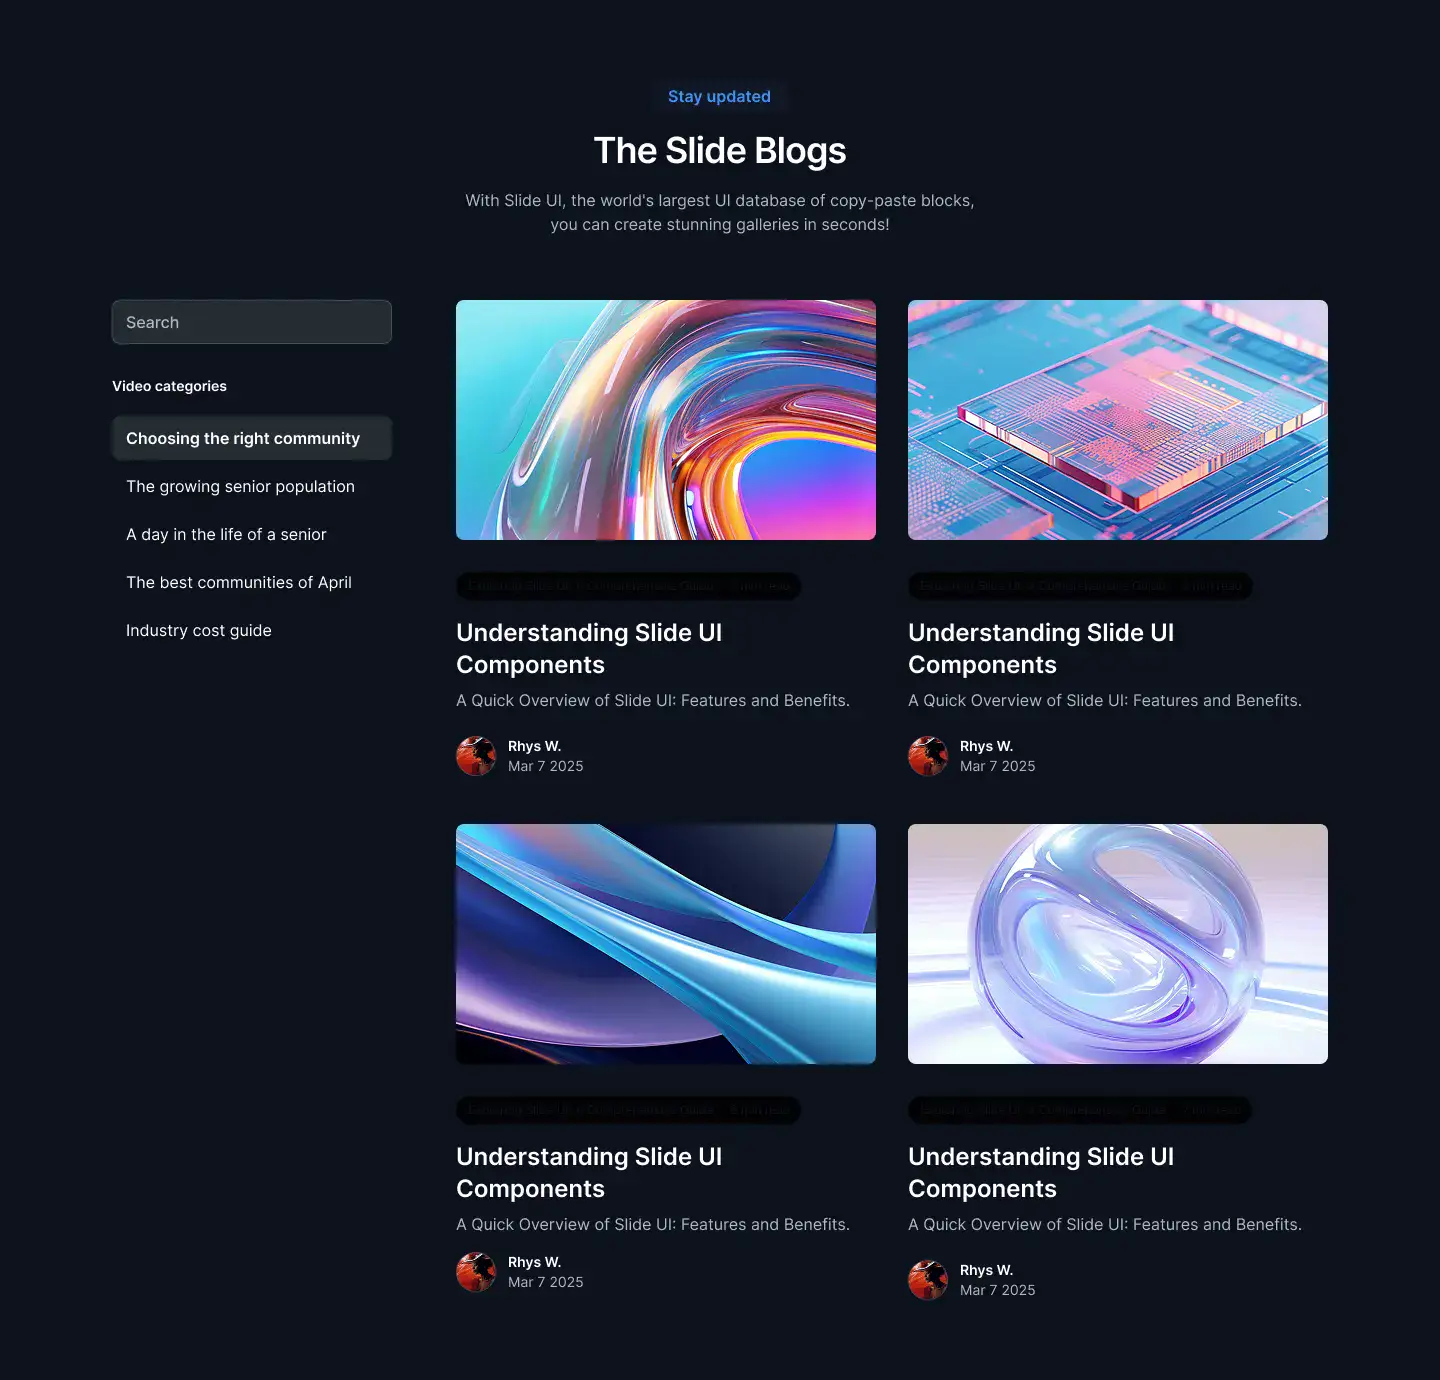 Stay updated
The Slide Blogs
With Slide UI, the world's largest UI database of copy-paste blocks,
you can create stunning galleries in seconds!
Search
Video categories
Choosing the right community
The growing senior population
A day in the life of a senior
The best communities of April
Industry cost guide
Understanding Slide UI
Components
A Quick Overview of Slide UI: Features and Benefits.
Rhys W.
Mar 7 2025
Understanding Slide UI
Components
A Quick Overview of Slide UI: Features and Benefits.
Rhys W.
Mar 7 2025
Understanding Slide UI
Components
A Quick Overview of Slide UI: Features and Benefits.
Rhys W.
Mar 7 2025
Understanding Slide UI
Components
A Quick Overview of Slide UI: Features and Benefits.
Rhys W.
Mar 7 2025